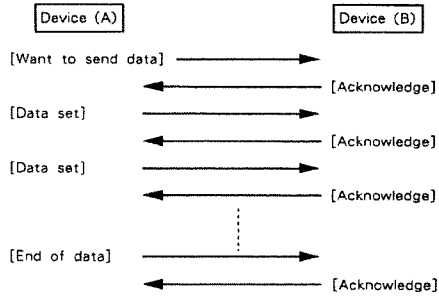 Device (A)
Device (B)
[Want to send data]
[Acknowledge]
[Data set]
[Acknowledge]
[Data set]
[Acknowledge]
[End of data]
[Acknowledge]